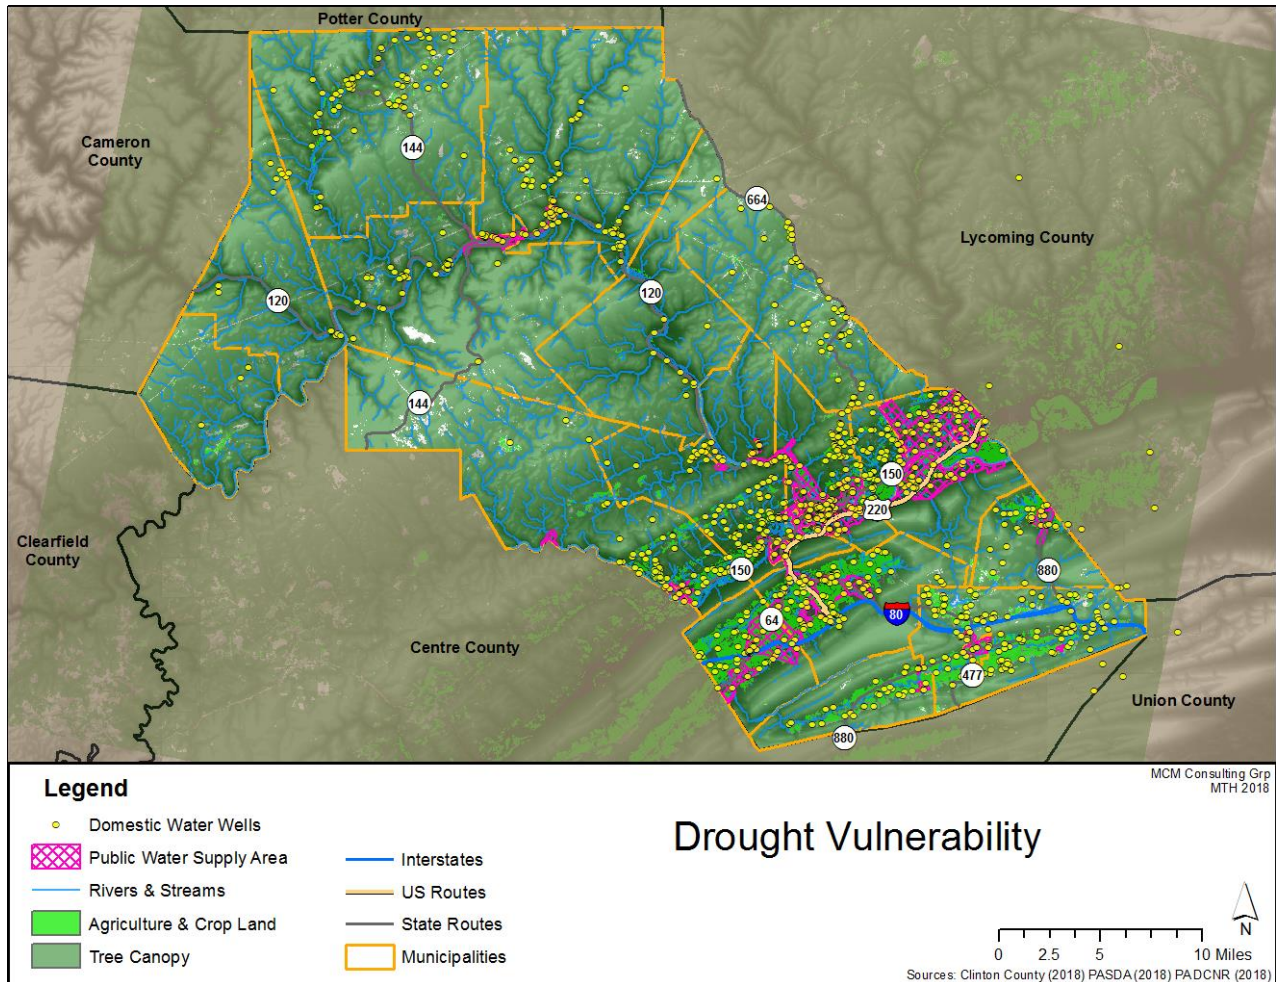 Potter County
Cameron
County
144
664
Lycoming County
120
120
144
150
220
Clearfield
County
150
880
64
80
Centre County
477
Union County
880
MCM Consulting Grp
MTH 2018
Legend
Domestic Water Wells
Public Water Supply Area
Rivers & Streams
Agriculture & Crop Land
Tree Canopy
Interstates
US Routes
State Routes
Municipalities
Drought Vulnerability
N
0 2.5 5 10 Miles
Sources: Clinton County (2018) PASDA (2018) PADCNR (2018)